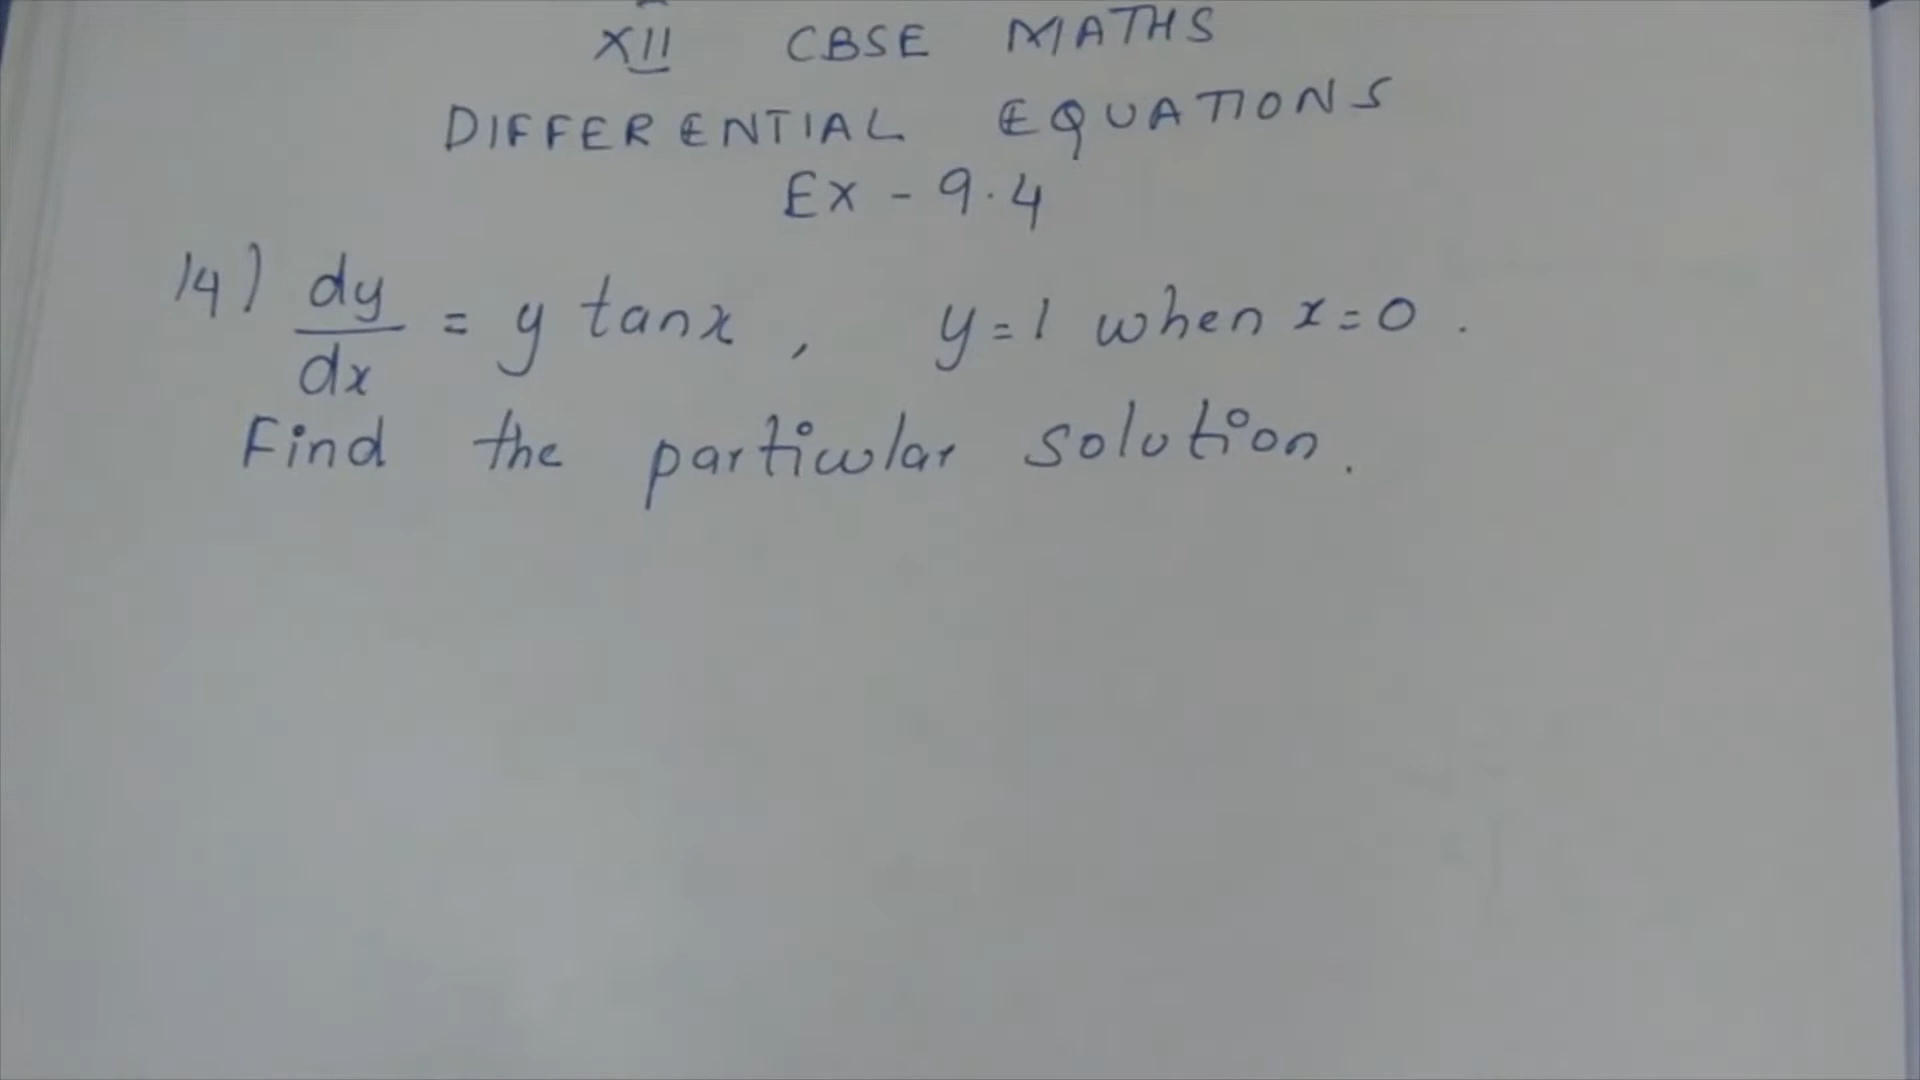 XII CBSE MATHS
DIFFERENTIAL EQUATIONS
EX - 9.4
14) dy/dx = y tanx , y=1 when x=0 .
Find the particular solution.